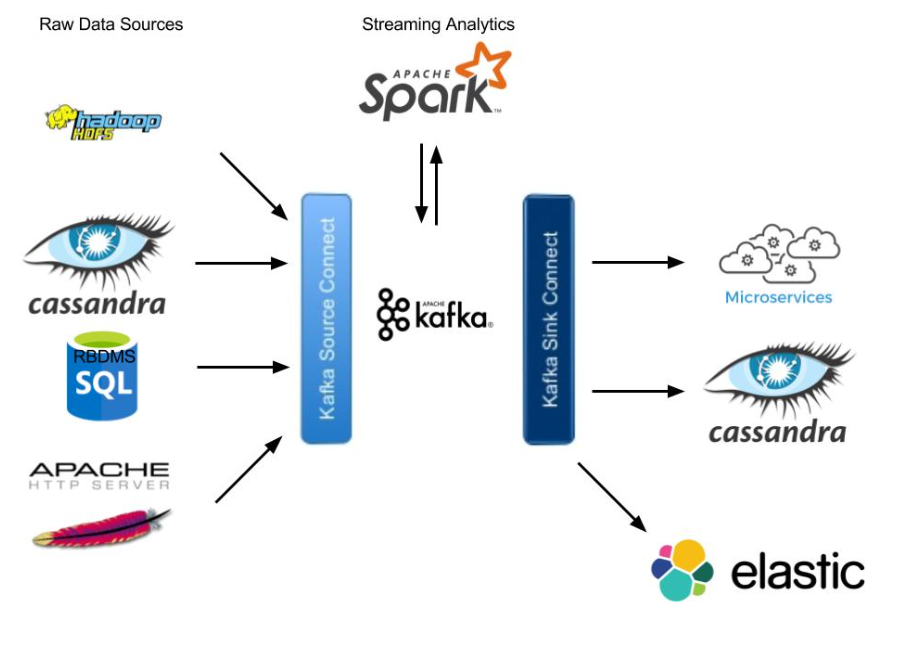 Raw Data Sources
Streaming Analytics
APACHE
Spark™
hadoop
HDFS
cassandra
RBDMS
SQL
APACHE
HTTP SERVER
Kafka Source Connect
APACHE
kafka®
Kafka Sink Connect
Microservices
cassandra
elastic